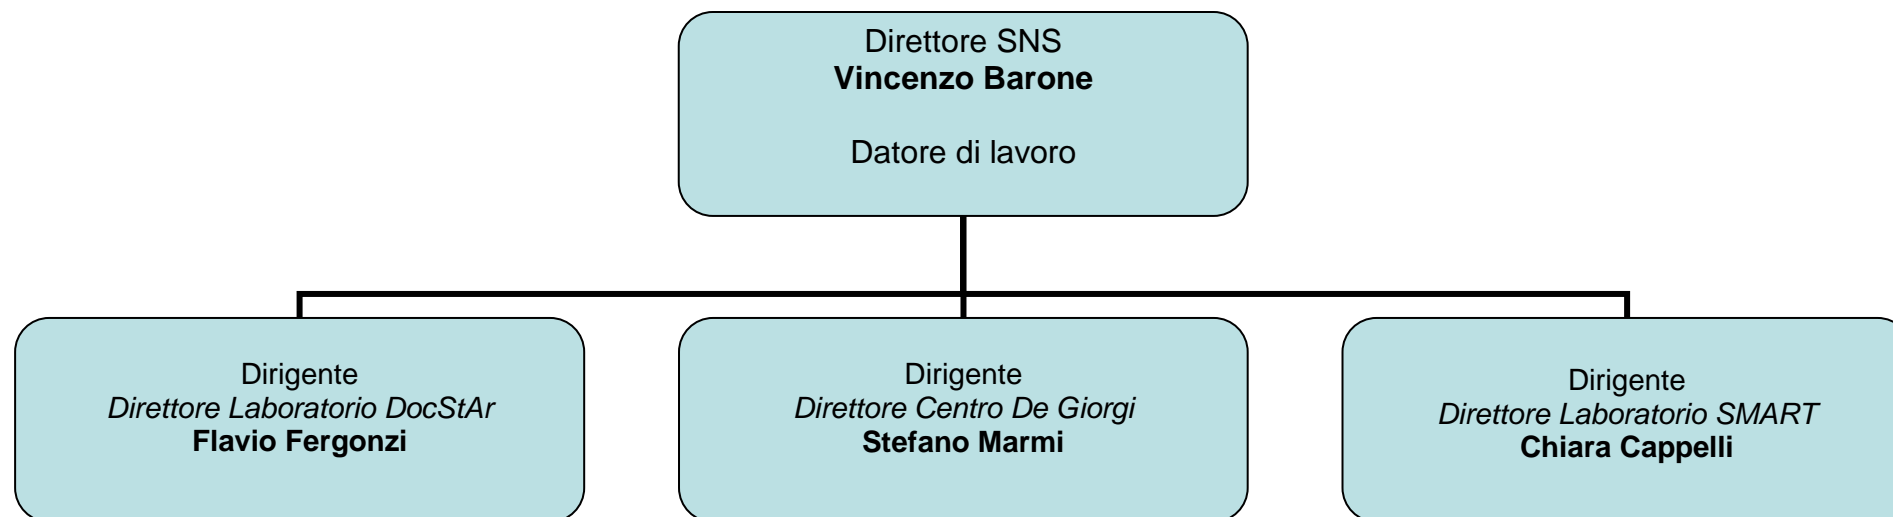 Direttore SNS
Vincenzo Barone
Datore di lavoro
Dirigente
Direttore Laboratorio DocStAr
Flavio Fergonzi
Dirigente
Direttore Centro De Giorgi
Stefano Marmi
Dirigente
Direttore Laboratorio SMART
Chiara Cappelli